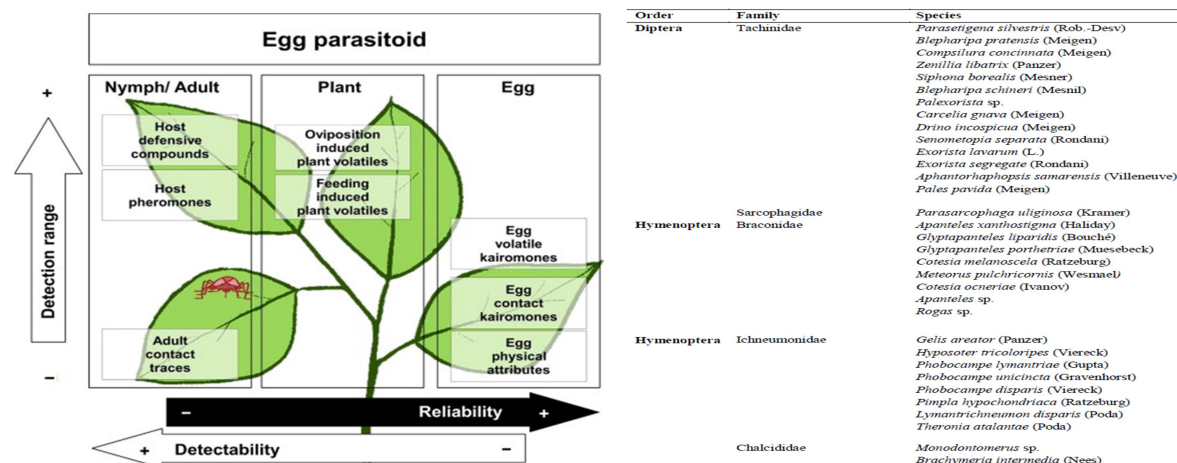 Egg parasitoid
Nymph/ Adult
Plant
Egg
+
Detection range
−
Host
defensive
compounds
Host
pheromones
Adult
contact
traces
Oviposition
induced
plant volatiles
Feeding
induced
plant volatiles
Egg
volatile
kairomones
Egg
contact
kairomones
Egg
physical
attributes
− Reliability +
+ Detectability −
Order Family Species
Diptera Tachinidae Parasetigena silvestris (Rob.-Desv)
Blepharipa pratensis (Meigen)
Compsilura concinnata (Meigen)
Zenillia libatrix (Panzer)
Siphona borealis (Mesner)
Blepharipa schineri (Mesnil)
Palexorista sp.
Carcelia gnava (Meigen)
Drino incospicua (Meigen)
Senometopia separata (Rondani)
Exorista lavarum (L.)
Exorista segregate (Rondani)
Aphantorhaphopsis samarensis (Villeneuve)
Pales pavida (Meigen)
Sarcophagidae Parasarcophaga uliginosa (Kramer)
Hymenoptera Braconidae Apanteles xanthostigma (Haliday)
Glyptapanteles liparidis (Bouché)
Glyptapanteles porthetriae (Muesebeck)
Cotesia melanoscela (Ratzeburg)
Meteorus pulchricornis (Wesmael)
Cotesia ocneriae (Ivanov)
Apanteles sp.
Rogas sp.
Hymenoptera Ichneumonidae Gelis areator (Panzer)
Hyposoter tricoloripes (Viereck)
Phobocampe lymantriae (Gupta)
Phobocampe unicincta (Gravenhorst)
Phobocampe disparis (Viereck)
Pimpla hypochondriaca (Ratzeburg)
Lymantrichneumon disparis (Poda)
Theronia atalantae (Poda)
Chalcididae Monodontomerus sp.
Brachymeria intermedia (Nees)